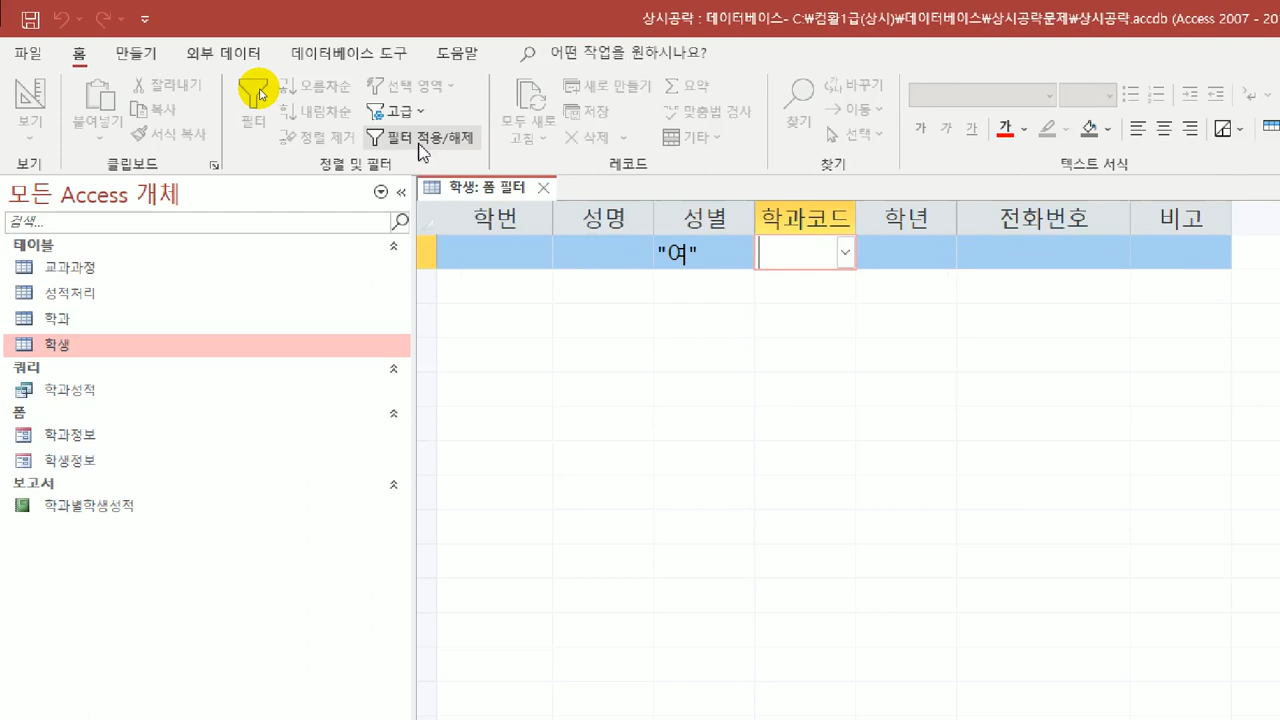 상시공략 : 데이터베이스- C:₩컴활1급(상시)₩데이터베이스₩상시공략문제₩상시공략.accdb (Access 2007 - 20
파일 홈 만들기 외부 데이터 데이터베이스 도구 도움말 어떤 작업을 원하시나요?
보기 붙여넣기 잘라내기 복사 서식 복사 필터 오름차순 내림차순 정렬 제거 선택 영역 고급 필터 적용/해제 모두 새로 고침 새로 만들기 저장 삭제 요약 맞춤법 검사 기타 찾기 바꾸기 이동 선택 가 가 가 가
보기 클립보드 정렬 및 필터 레코드 찾기 텍스트 서식
모든 Access 개체
검색...
테이블
교과과정
성적처리
학과
학생
쿼리
학과성적
폼
학과정보
학생정보
보고서
학과별학생성적
학생: 폼 필터
학번 성명 성별 학과코드 학년 전화번호 비고
"여"